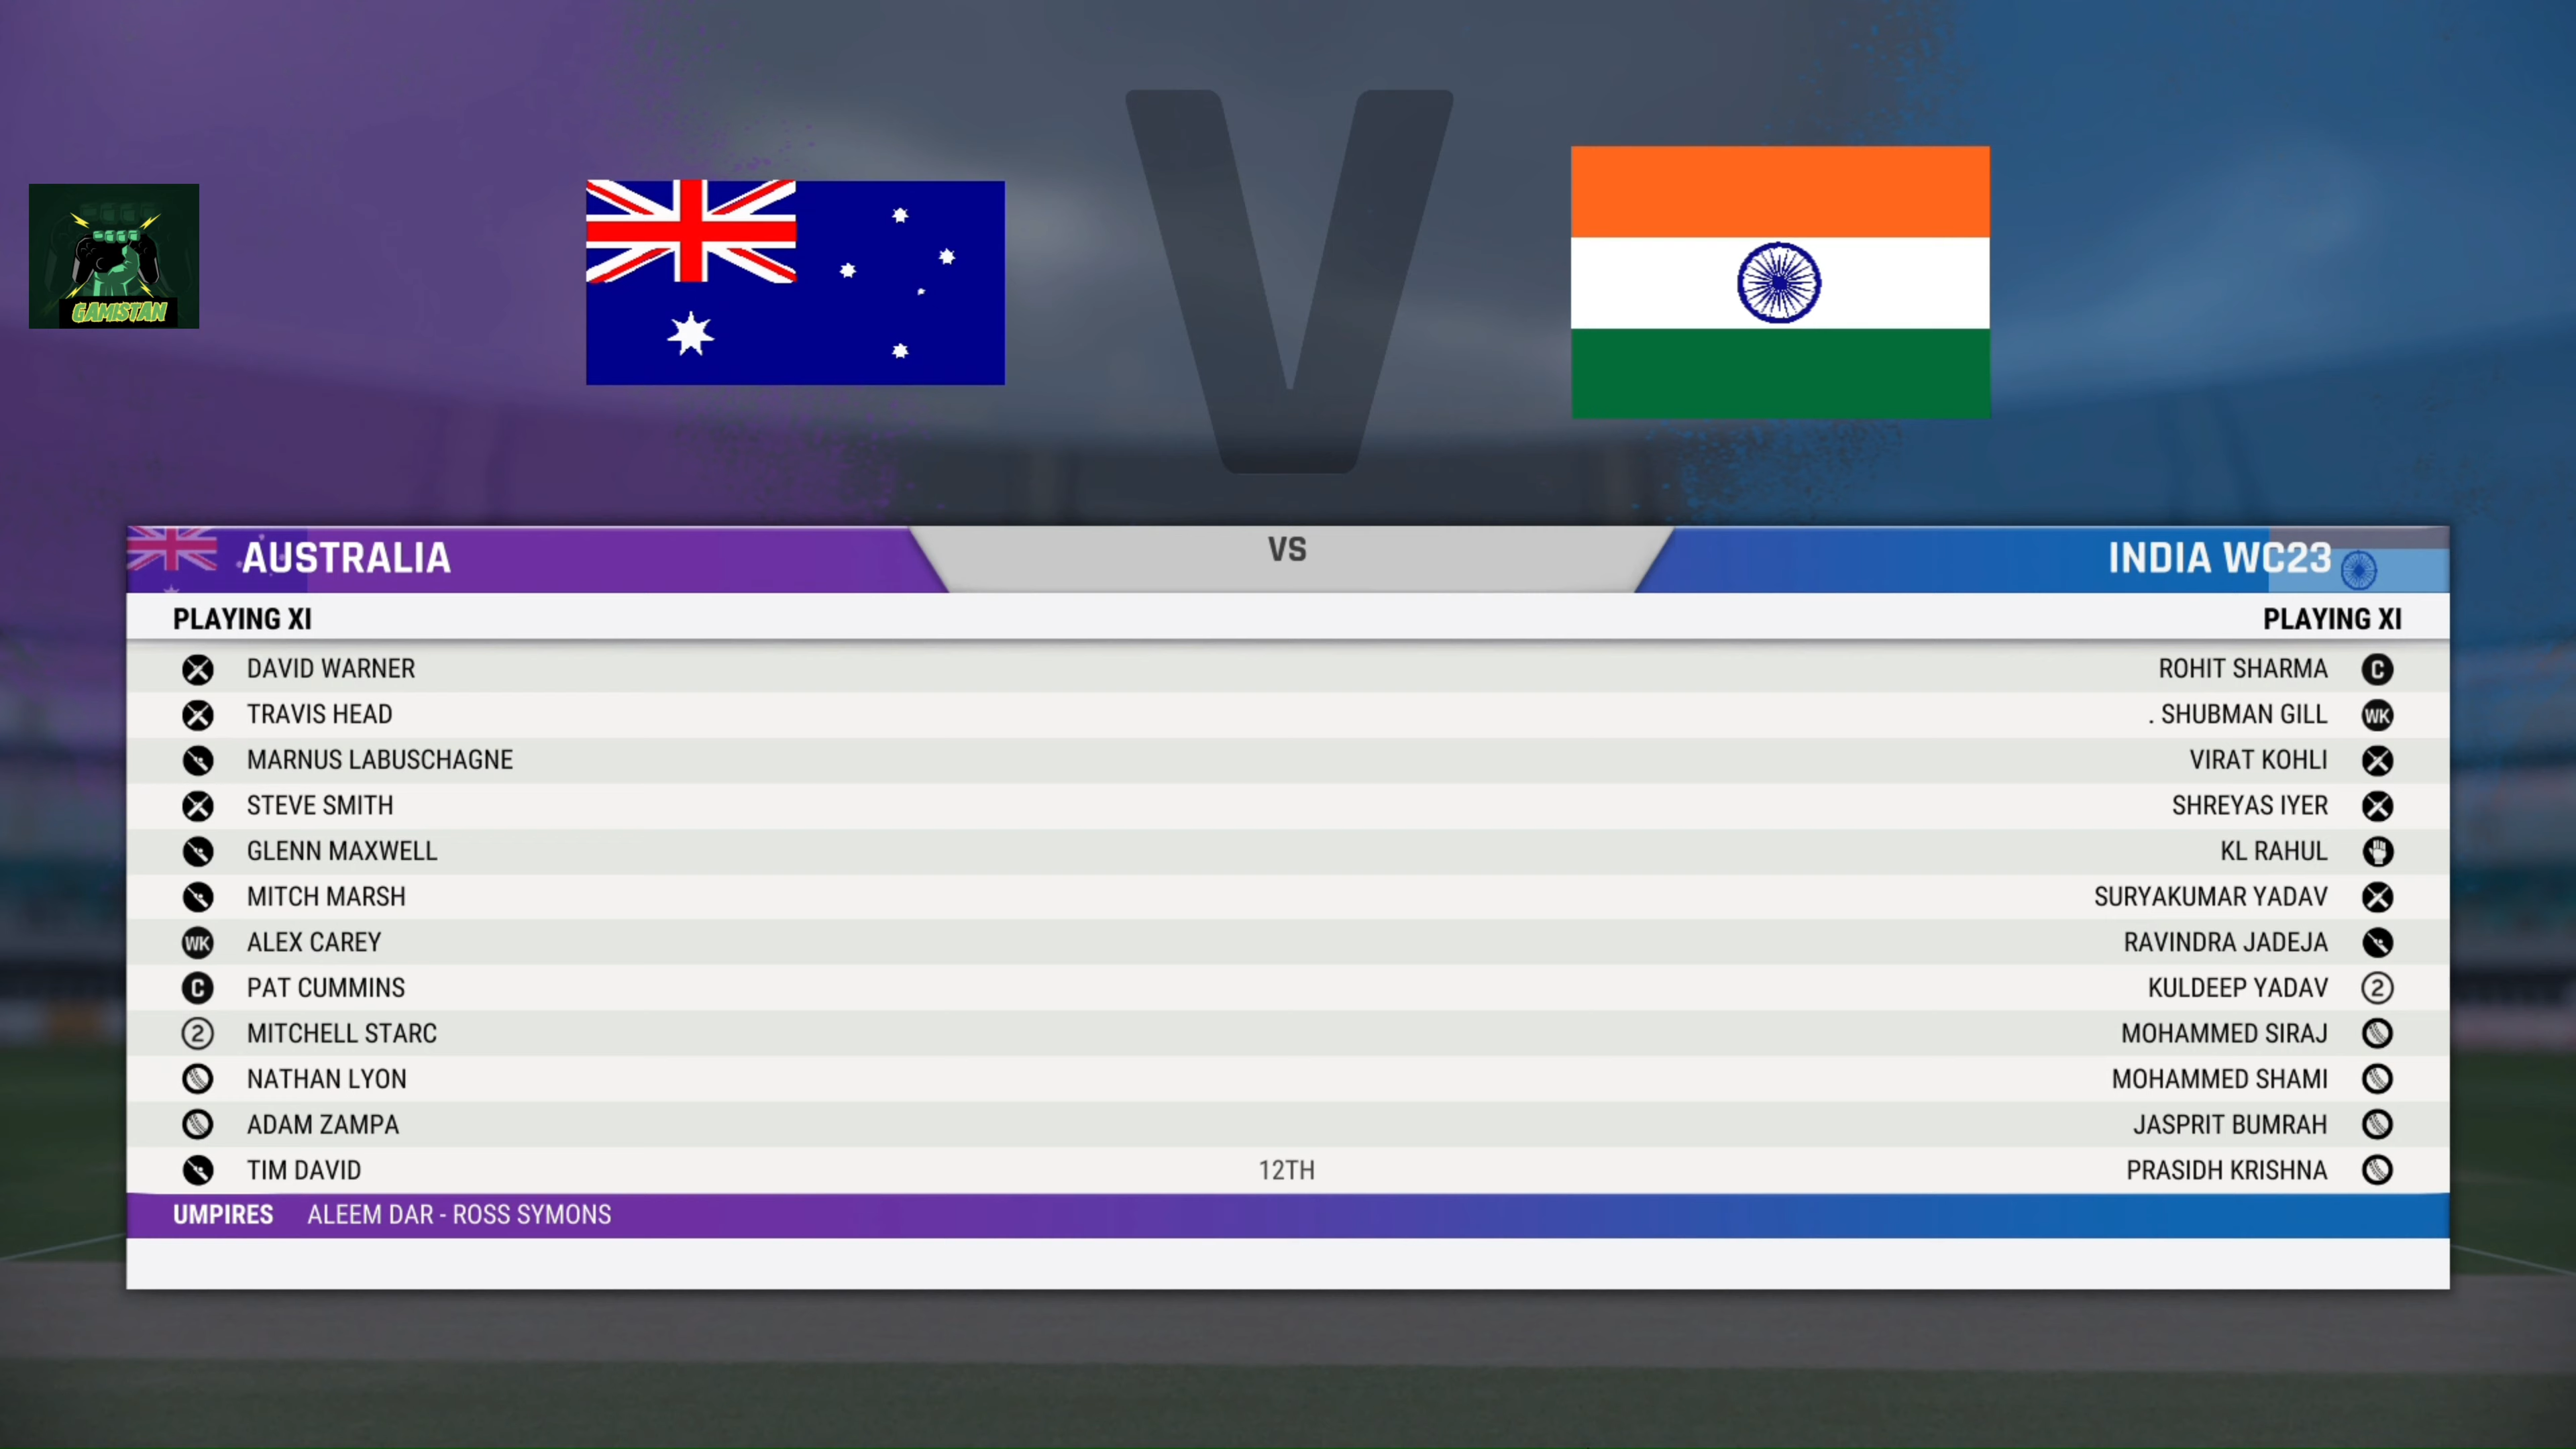 V
GAMISTAN
AUSTRALIA VS INDIA WC23
PLAYING XI PLAYING XI
DAVID WARNER ROHIT SHARMA C
TRAVIS HEAD . SHUBMAN GILL WK
MARNUS LABUSCHAGNE VIRAT KOHLI
STEVE SMITH SHREYAS IYER
GLENN MAXWELL KL RAHUL
MITCH MARSH SURYAKUMAR YADAV
WK ALEX CAREY RAVINDRA JADEJA
C PAT CUMMINS KULDEEP YADAV 2
2 MITCHELL STARC MOHAMMED SIRAJ
NATHAN LYON MOHAMMED SHAMI
ADAM ZAMPA JASPRIT BUMRAH
TIM DAVID 12TH PRASIDH KRISHNA
UMPIRES ALEEM DAR - ROSS SYMONS